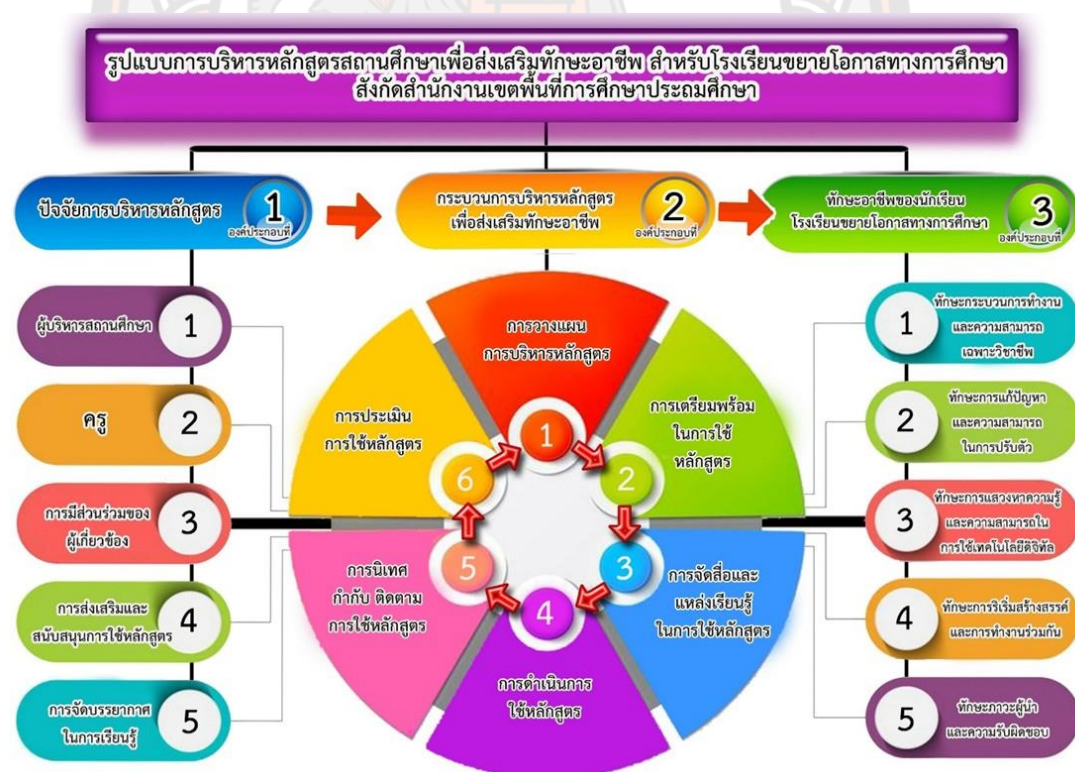 รูปแบบการบริหารหลักสูตรสถานศึกษาเพื่อส่งเสริมทักษะอาชีพ สำหรับโรงเรียนขยายโอกาสทางการศึกษา
สังกัดสำนักงานเขตพื้นที่การศึกษาประถมศึกษา
ปัจจัยการบริหารหลักสูตร
1
องค์ประกอบที่
กระบวนการบริหารหลักสูตร
เพื่อส่งเสริมทักษะอาชีพ
2
องค์ประกอบที่
ทักษะอาชีพของนักเรียน
โรงเรียนขยายโอกาสทางการศึกษา
3
องค์ประกอบที่
ผู้บริหารสถานศึกษา
1
ครู
2
การมีส่วนร่วมของ
ผู้เกี่ยวข้อง
3
การส่งเสริมและ
สนับสนุนการใช้หลักสูตร
4
การจัดบรรยากาศ
ในการเรียนรู้
5
การวางแผน
การบริหารหลักสูตร
1
การเตรียมพร้อม
ในการใช้
หลักสูตร
2
การจัดสื่อและ
แหล่งเรียนรู้
ในการใช้หลักสูตร
3
การดำเนินการ
ใช้หลักสูตร
4
การนิเทศ
กำกับ ติดตาม
การใช้หลักสูตร
5
การประเมิน
การใช้หลักสูตร
6
1
ทักษะกระบวนการทำงาน
และความสามารถ
เฉพาะวิชาชีพ
2
ทักษะการแก้ปัญหา
และความสามารถ
ในการปรับตัว
3
ทักษะการแสวงหาความรู้
และความสามารถใน
การใช้เทคโนโลยีดิจิทัล
4
ทักษะการริเริ่มสร้างสรรค์
และการทำงานร่วมกัน
5
ทักษะภาวะผู้นำ
และความรับผิดชอบ